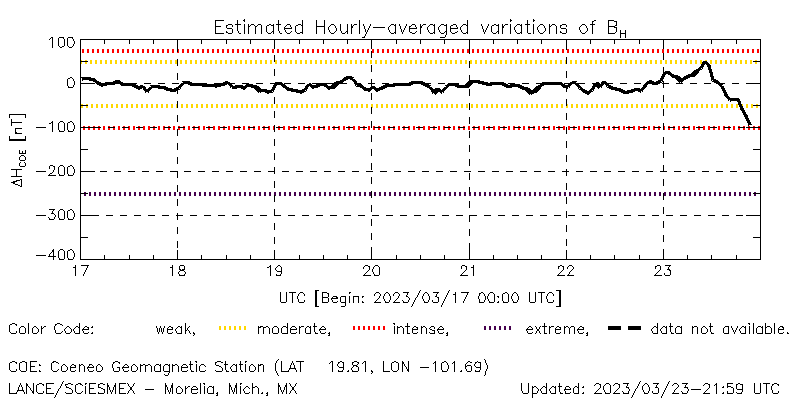 Estimated Hourly-averaged variations of BH
100
0
-100
-200
-300
-400
ΔHCOE [nT]
17 18 19 20 21 22 23
UTC [Begin: 2023/03/17 00:00 UTC]
Color Code: weak, moderate, intense, extreme, data not available.
COE: Coeneo Geomagnetic Station (LAT 19.81, LON -101.69)
LANCE/SCiESMEX - Morelia, Mich., MX Updated: 2023/03/23-21:59 UTC